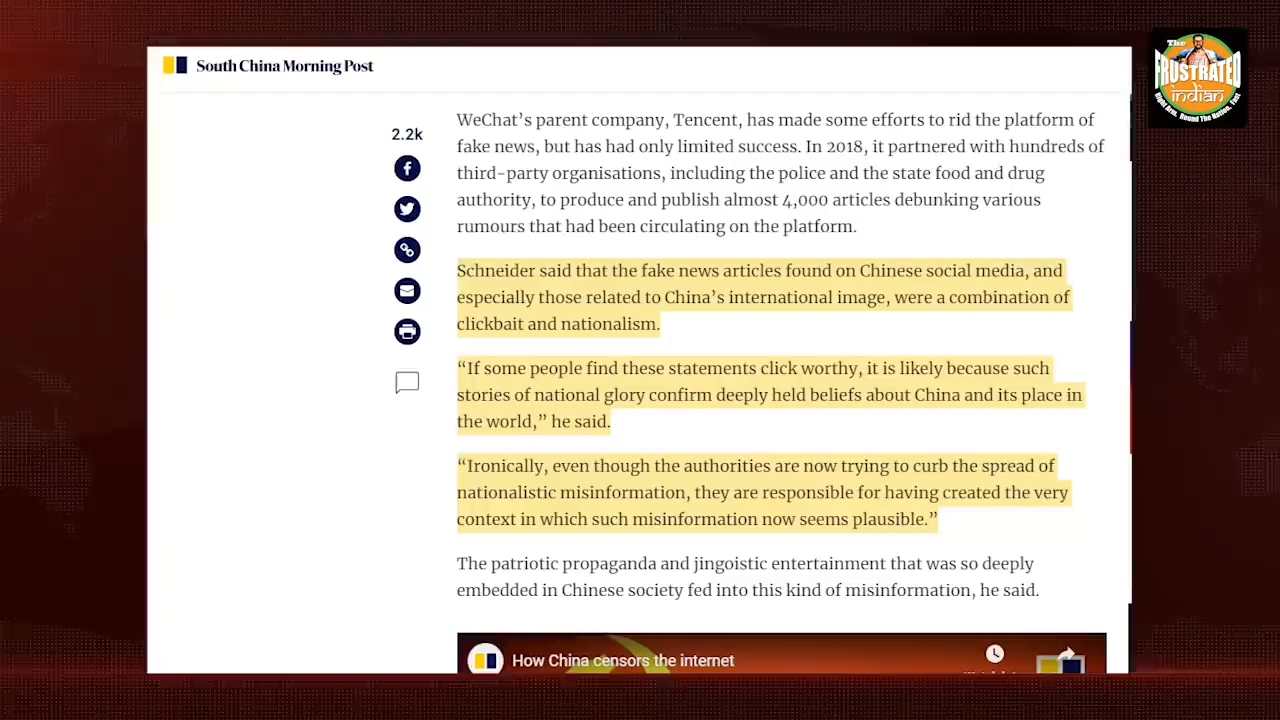 The
FRUSTRATED
indian
Right Arm, Round The Nation, Fast
South China Morning Post
2.2k
WeChat’s parent company, Tencent, has made some efforts to rid the platform of
fake news, but has had only limited success. In 2018, it partnered with hundreds of
third-party organisations, including the police and the state food and drug
authority, to produce and publish almost 4,000 articles debunking various
rumours that had been circulating on the platform.
Schneider said that the fake news articles found on Chinese social media, and
especially those related to China’s international image, were a combination of
clickbait and nationalism.
“If some people find these statements click worthy, it is likely because such
stories of national glory confirm deeply held beliefs about China and its place in
the world,” he said.
“Ironically, even though the authorities are now trying to curb the spread of
nationalistic misinformation, they are responsible for having created the very
context in which such misinformation now seems plausible.”
The patriotic propaganda and jingoistic entertainment that was so deeply
embedded in Chinese society fed into this kind of misinformation, he said.
How China censors the internet